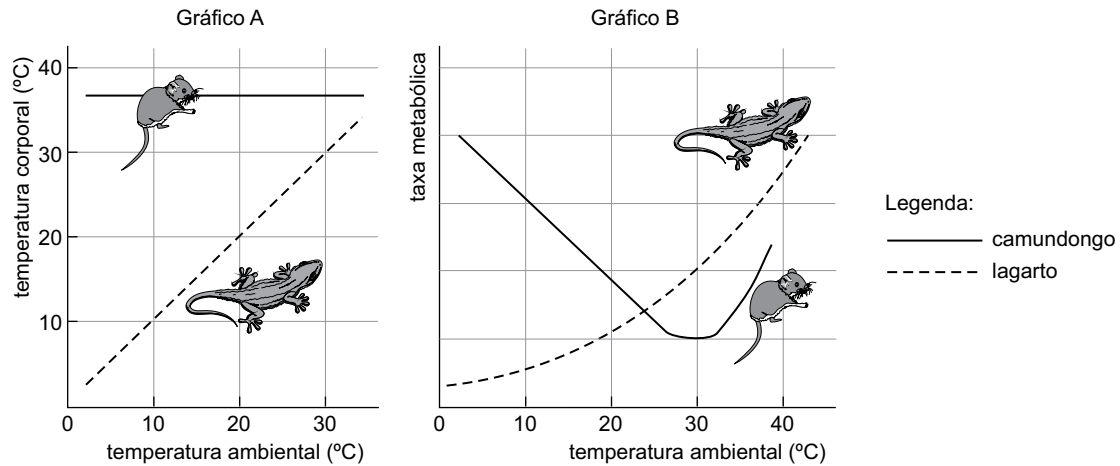 Gráfico A
temperatura corporal (ºC)
40
30
20
10
0
10
20
30
temperatura ambiental (ºC)
Gráfico B
taxa metabólica
0
10
20
30
40
temperatura ambiental (ºC)
Legenda:
camundongo
lagarto